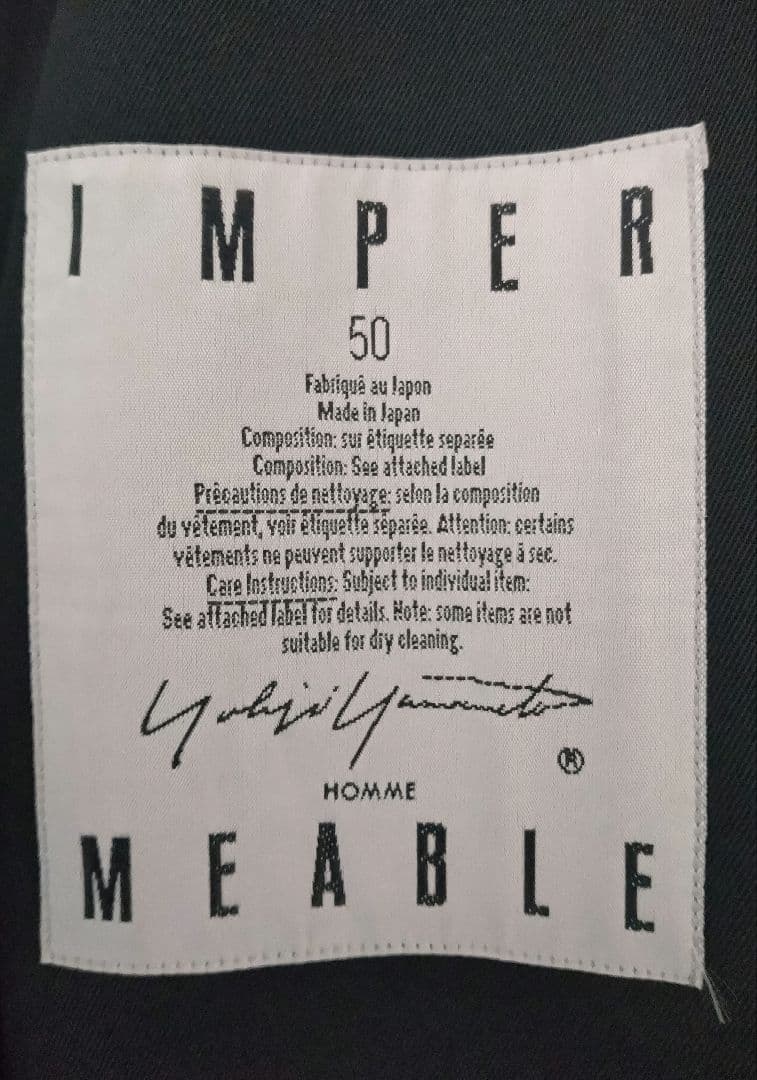 I M P E R
50
Fabriqué au Japon
Made in Japan
Composition: sur étiquette separée
Composition: See attached label
Précautions de nettoyage: selon la composition
du vêtement, voir étiquette séparée. Attention: certains
vêtements ne peuvent supporter le nettoyage à sec.
Care Instructions: Subject to individual item:
See attached label for details. Note: some items are not
suitable for dry cleaning.
Yohji Yamamoto
®
HOMME
M E A B L E